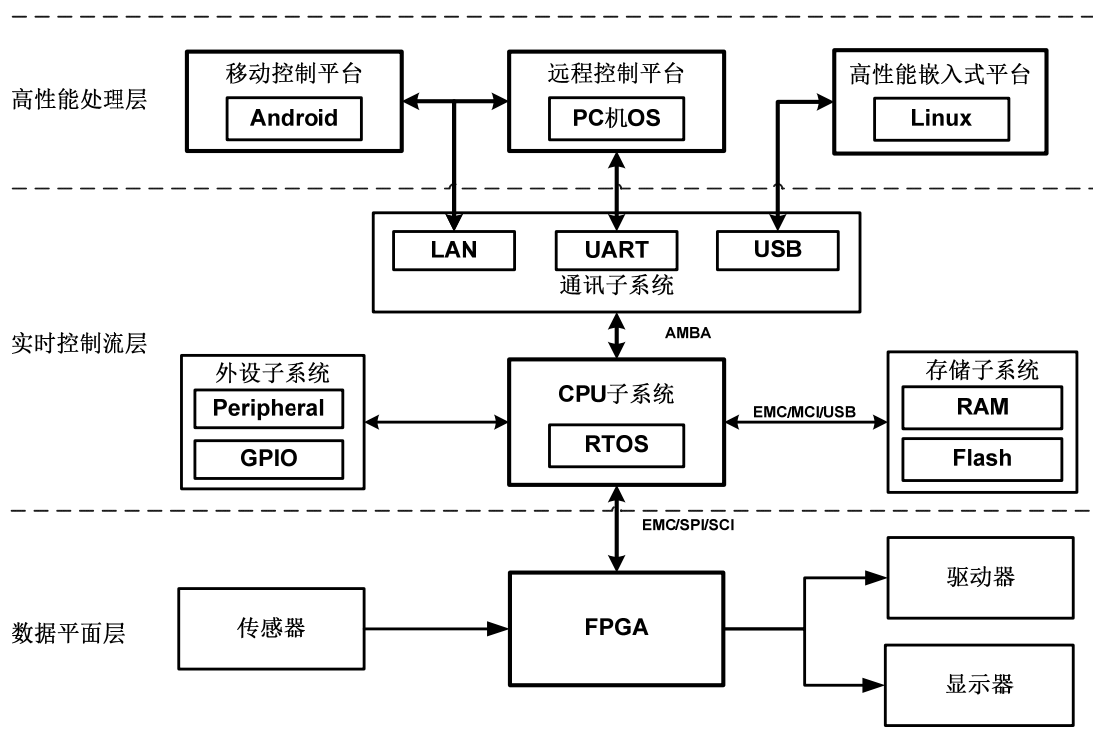 高性能处理层
移动控制平台
Android
远程控制平台
PC机OS
高性能嵌入式平台
Linux
LAN
UART
USB
通讯子系统
AMBA
实时控制流层
外设子系统
Peripheral
GPIO
CPU子系统
RTOS
EMC/MCI/USB
存储子系统
RAM
Flash
EMC/SPI/SCI
数据平面层
传感器
FPGA
驱动器
显示器